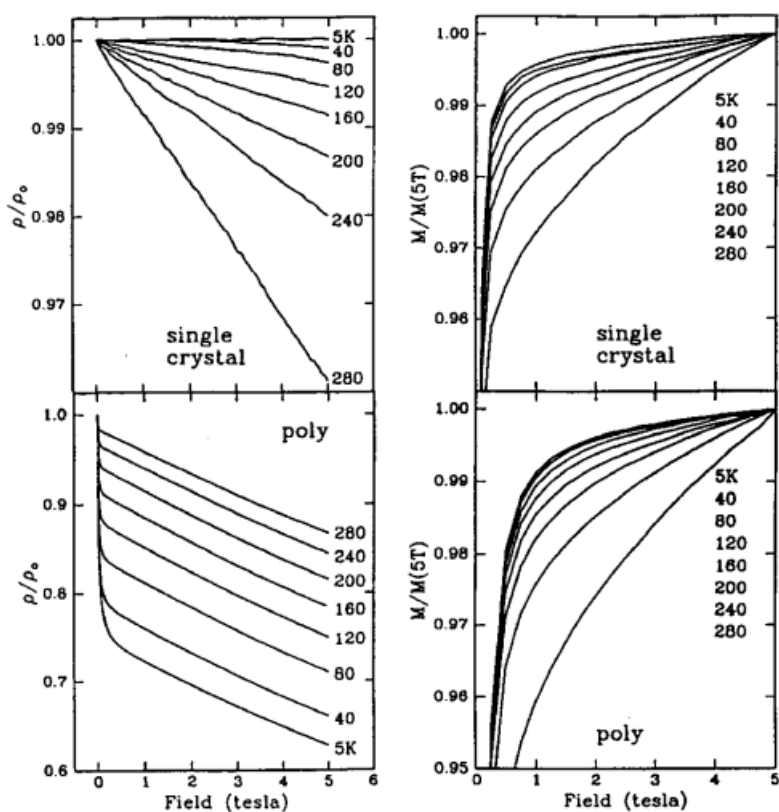 1.00
0.99
0.98
0.97
ρ/ρ₀
5K
40
80
120
160
200
240
280
single
crystal
1.00
0.99
0.98
0.97
0.96
M/M(5T)
5K
40
80
120
160
200
240
280
single
crystal
1.0
0.9
0.8
0.7
0.6
ρ/ρ₀
poly
280
240
200
160
120
80
40
5K
0 1 2 3 4 5 6
Field (tesla)
1.00
0.99
0.98
0.97
0.96
0.95
M/M(5T)
5K
40
80
120
160
200
240
280
poly
0 1 2 3 4 5
Field (tesla)